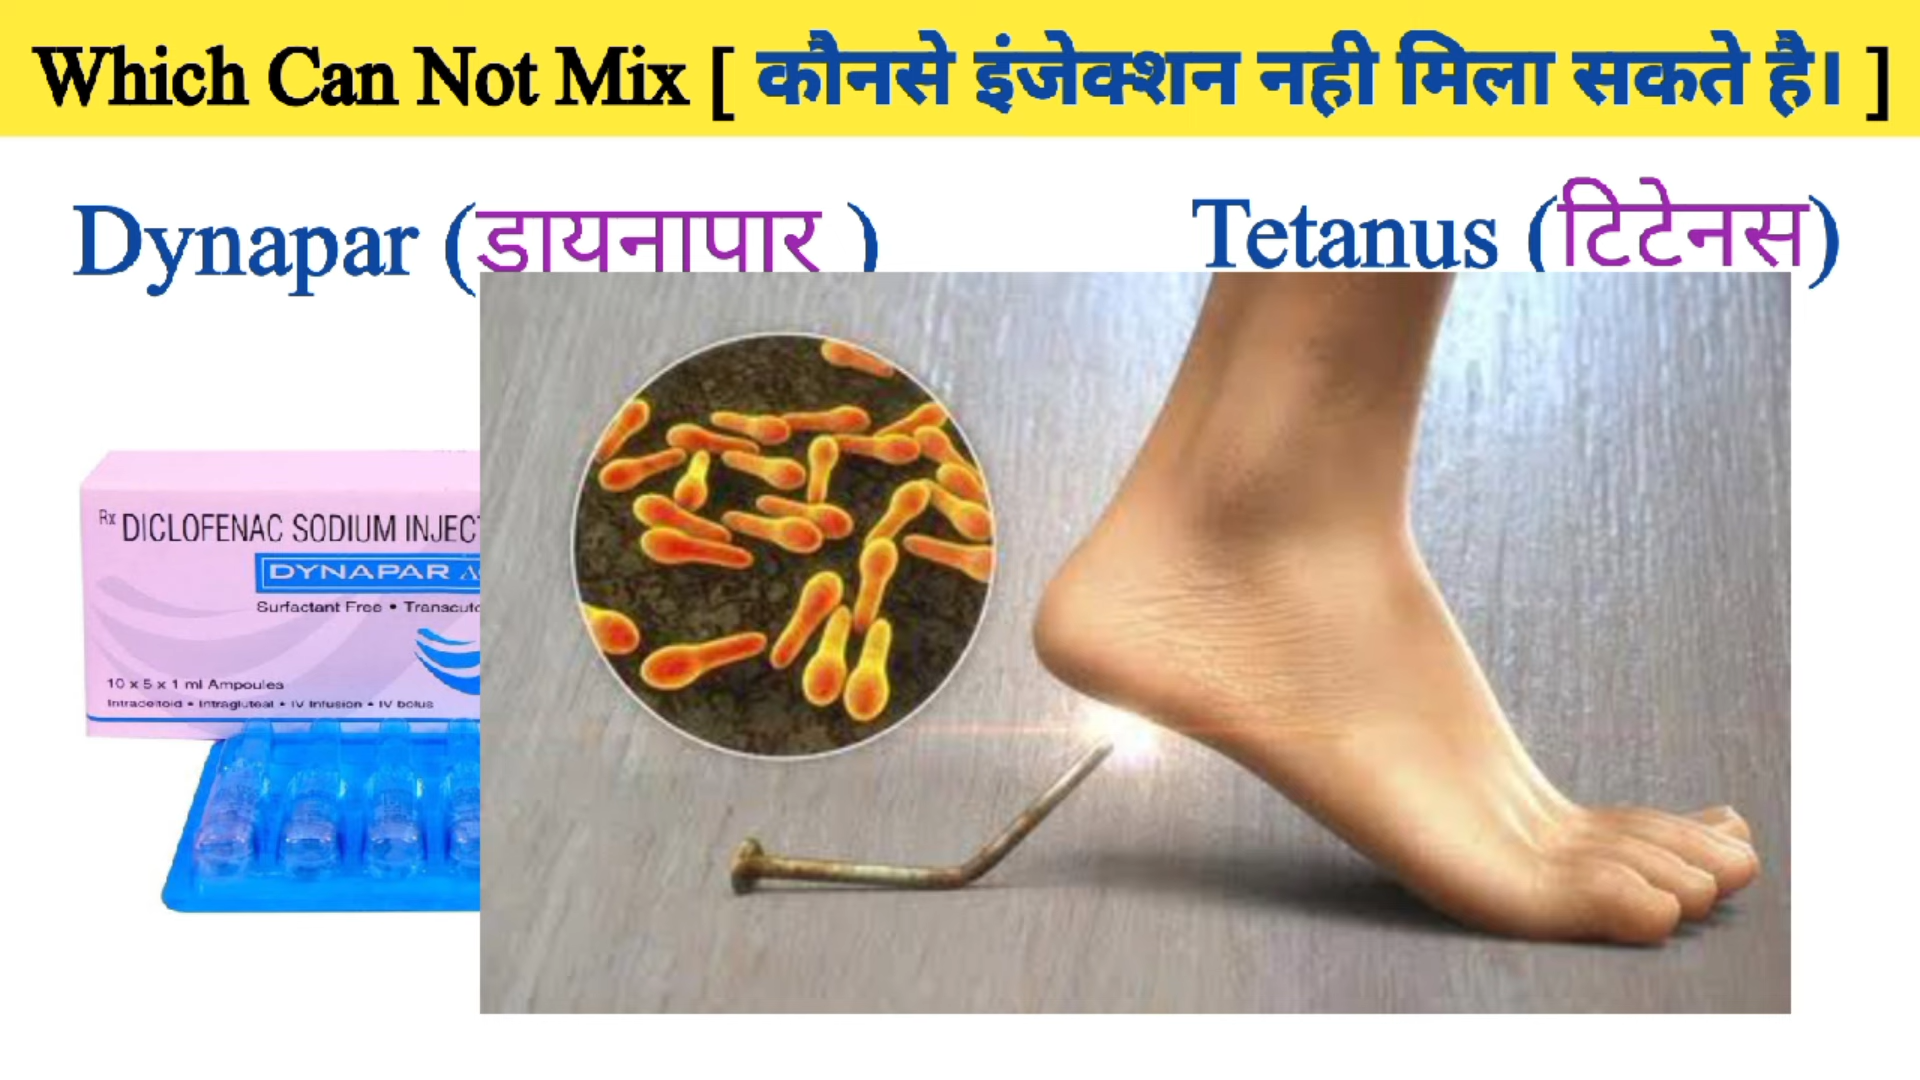 Which Can Not Mix [ कौनसे इंजेक्शन नही मिला सकते है। ]
Dynapar (डायनापार )
Tetanus (टिटेनस)
Rx DICLOFENAC SODIUM INJEC
DYNAPAR
Surfactant Free •
10 x 5 x 1 ml Ampoules
Intradeltoid • Intragluteal • IV Infusion • IV bolus